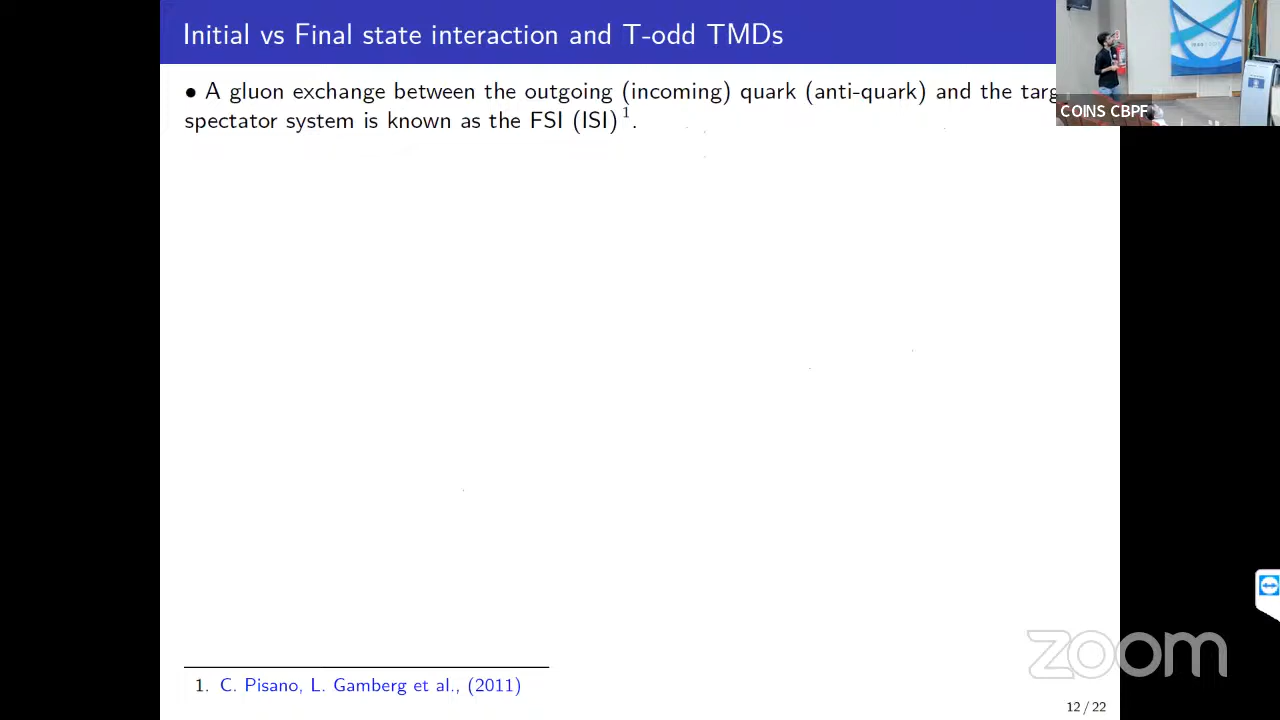 Initial vs Final state interaction and T-odd TMDs
• A gluon exchange between the outgoing (incoming) quark (anti-quark) and the targ
spectator system is known as the FSI (ISI) 1.
COINS CBPF
1. C. Pisano, L. Gamberg et al., (2011)
zoom
12 / 22